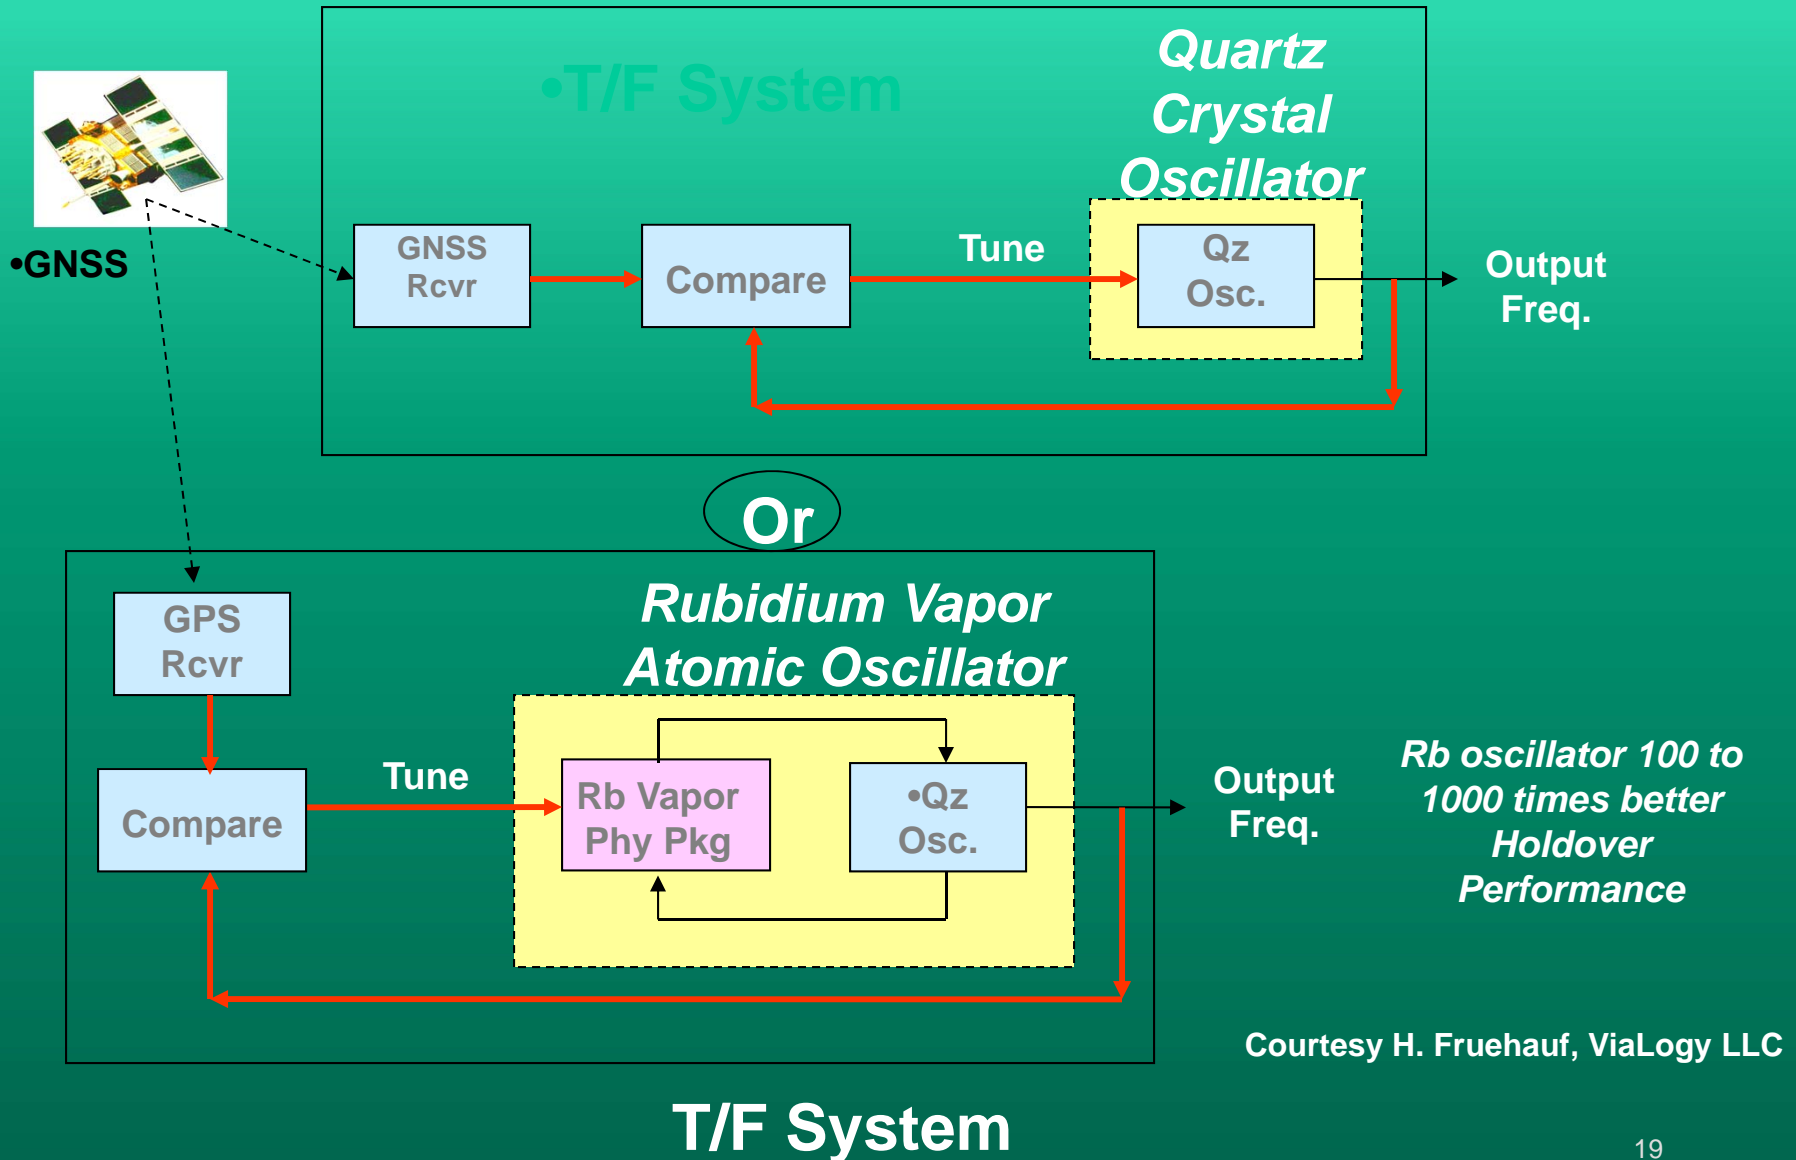 •T/F System
Quartz
Crystal
Oscillator
•GNSS
GNSS
Rcvr
Compare
Tune
Qz
Osc.
Output
Freq.
Or
GPS
Rcvr
Rubidium Vapor
Atomic Oscillator
Compare
Tune
Rb Vapor
Phy Pkg
•Qz
Osc.
Output
Freq.
Rb oscillator 100 to
1000 times better
Holdover
Performance
Courtesy H. Fruehauf, ViaLogy LLC
T/F System
19